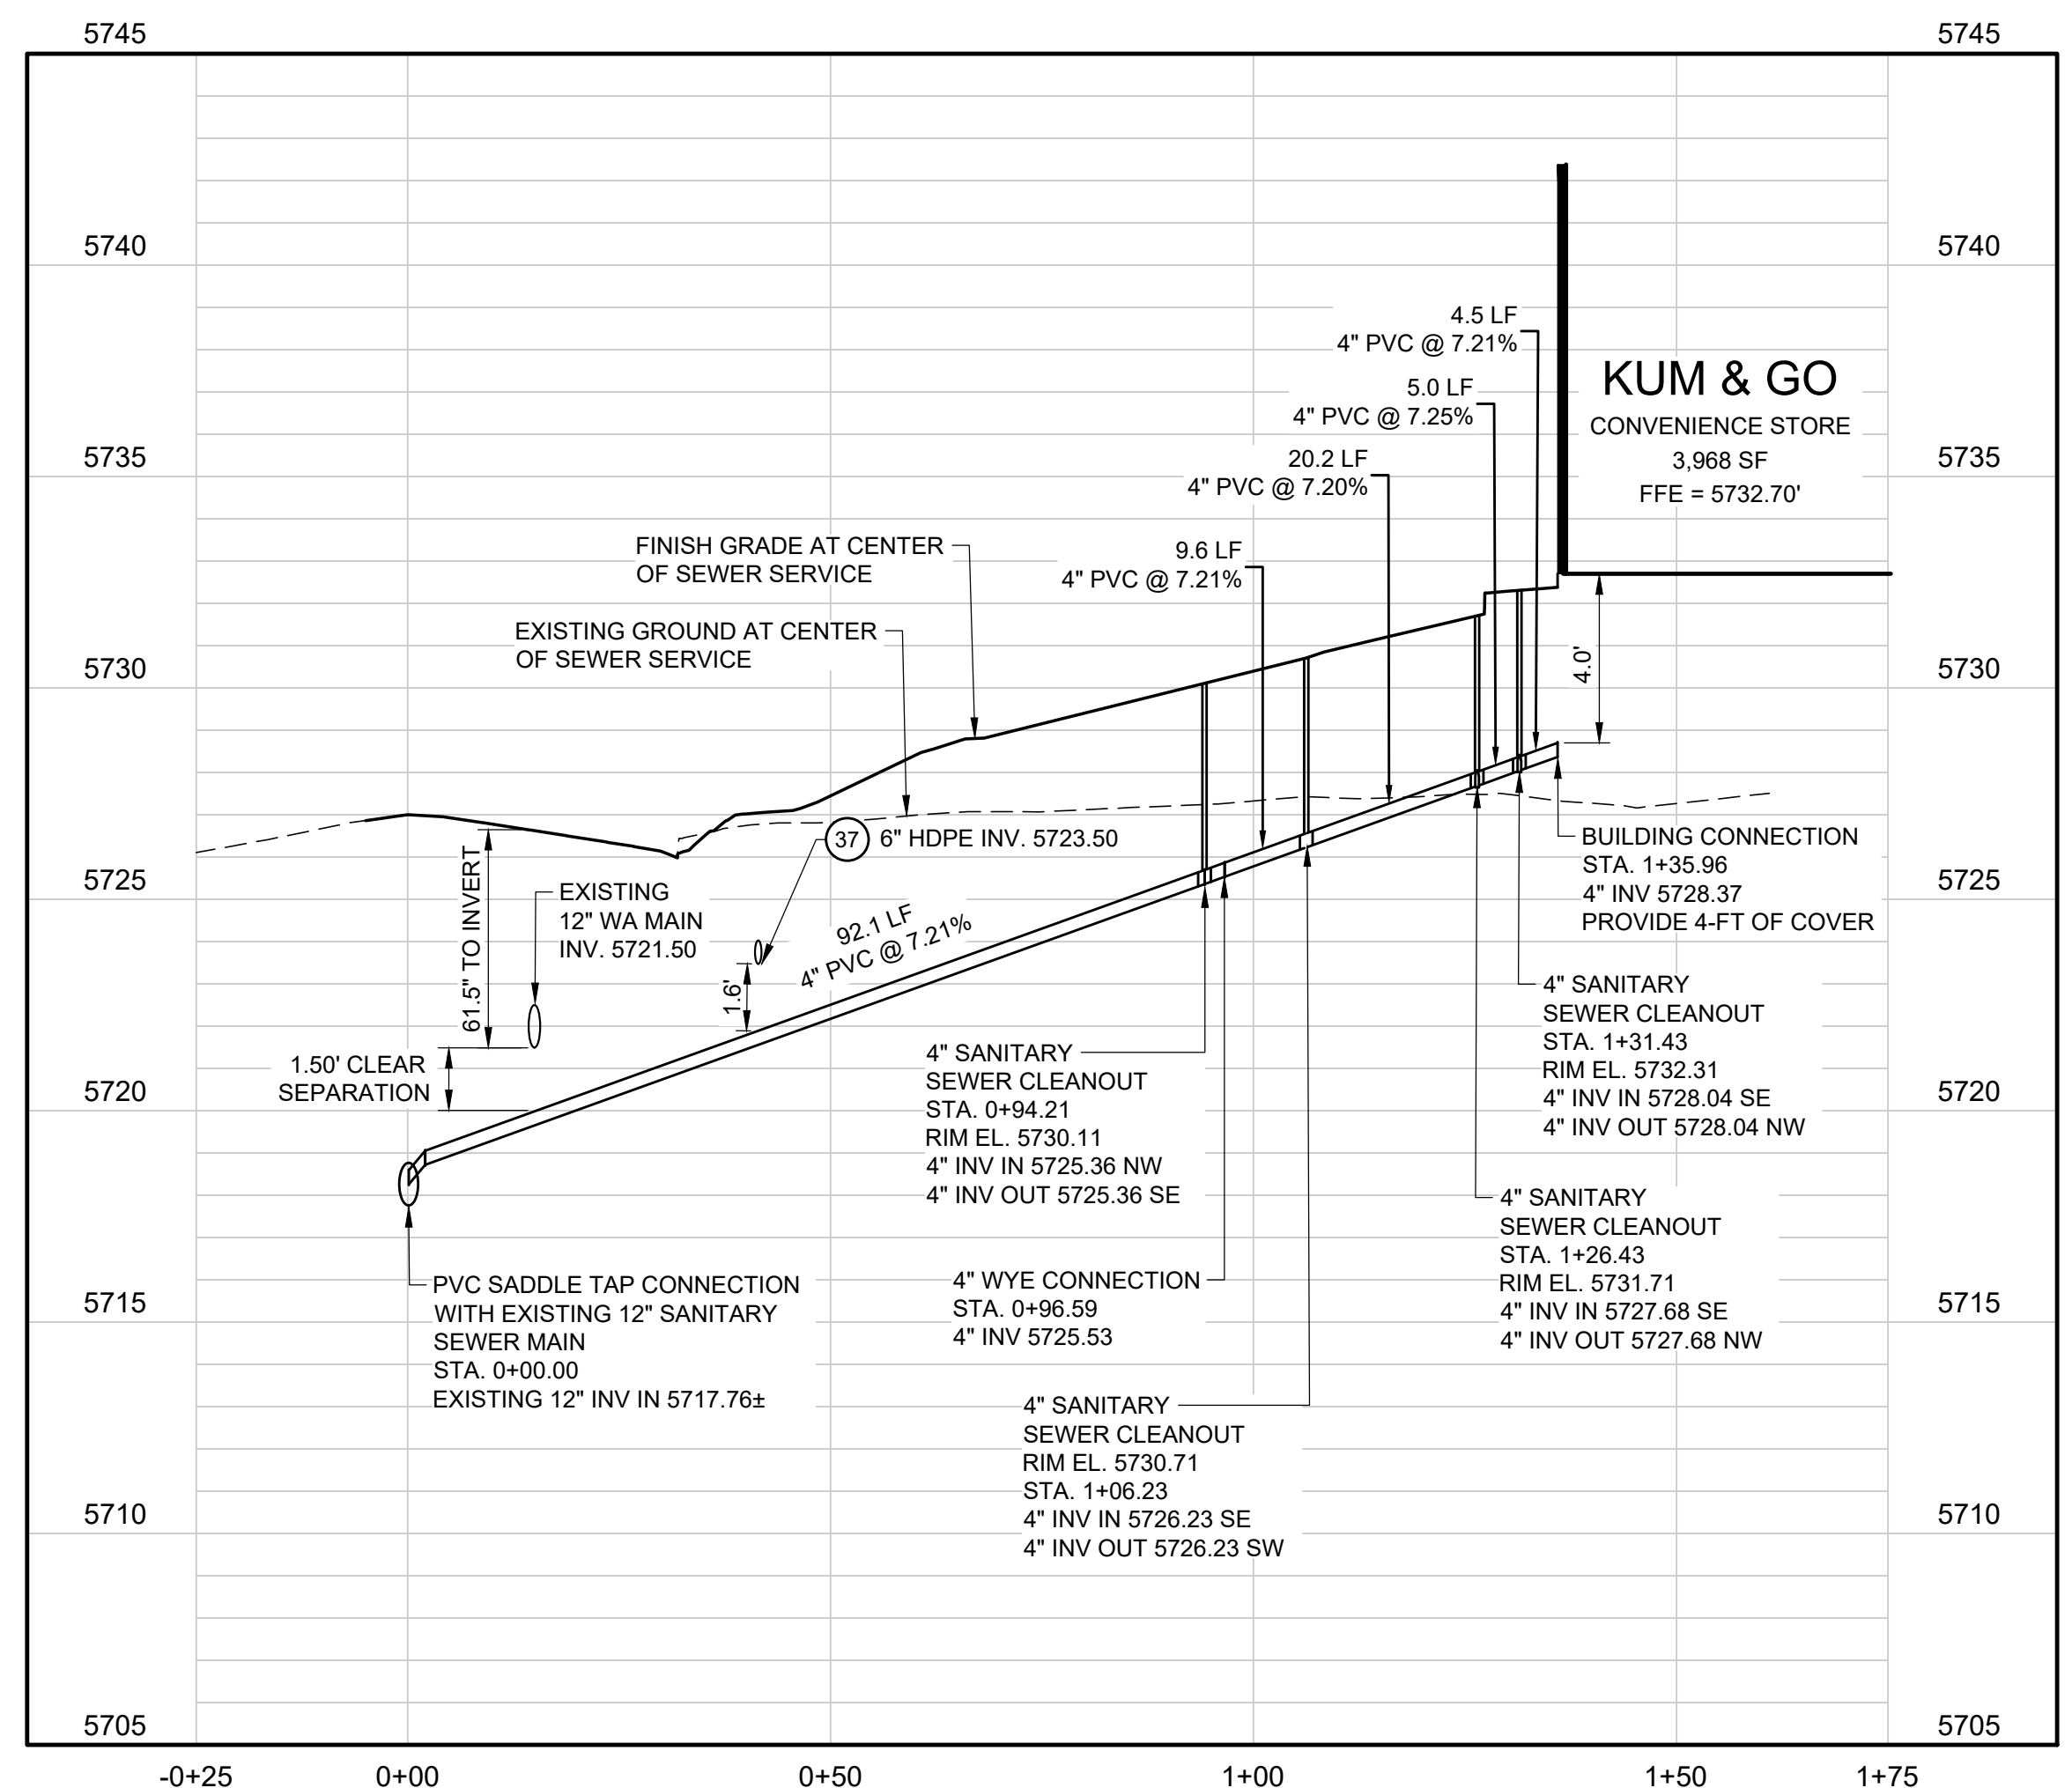 5745
5745
5740
5740
4.5 LF
4" PVC @ 7.21%
KUM & GO
CONVENIENCE STORE
3,968 SF
FFE = 5732.70'
5.0 LF
4" PVC @ 7.25%
20.2 LF
4" PVC @ 7.20%
5735
5735
FINISH GRADE AT CENTER
OF SEWER SERVICE
9.6 LF
4" PVC @ 7.21%
EXISTING GROUND AT CENTER
OF SEWER SERVICE
5730
5730
4.0'
37
6" HDPE INV. 5723.50
BUILDING CONNECTION
STA. 1+35.96
4" INV 5728.37
PROVIDE 4-FT OF COVER
5725
5725
61.5" TO INVERT
EXISTING
12" WA MAIN
INV. 5721.50
92.1 LF
4" PVC @ 7.21%
1.6'
1.50' CLEAR
SEPARATION
4" SANITARY
SEWER CLEANOUT
STA. 1+31.43
RIM EL. 5732.31
4" INV IN 5728.04 SE
4" INV OUT 5728.04 NW
4" SANITARY
SEWER CLEANOUT
STA. 0+94.21
RIM EL. 5730.11
4" INV IN 5725.36 NW
4" INV OUT 5725.36 SE
5720
5720
4" SANITARY
SEWER CLEANOUT
STA. 1+26.43
RIM EL. 5731.71
4" INV IN 5727.68 SE
4" INV OUT 5727.68 NW
PVC SADDLE TAP CONNECTION
WITH EXISTING 12" SANITARY
SEWER MAIN
STA. 0+00.00
EXISTING 12" INV IN 5717.76±
4" WYE CONNECTION
STA. 0+96.59
4" INV 5725.53
5715
5715
4" SANITARY
SEWER CLEANOUT
RIM EL. 5730.71
STA. 1+06.23
4" INV IN 5726.23 SE
4" INV OUT 5726.23 SW
5710
5710
5705
5705
-0+25
0+00
0+50
1+00
1+50
1+75